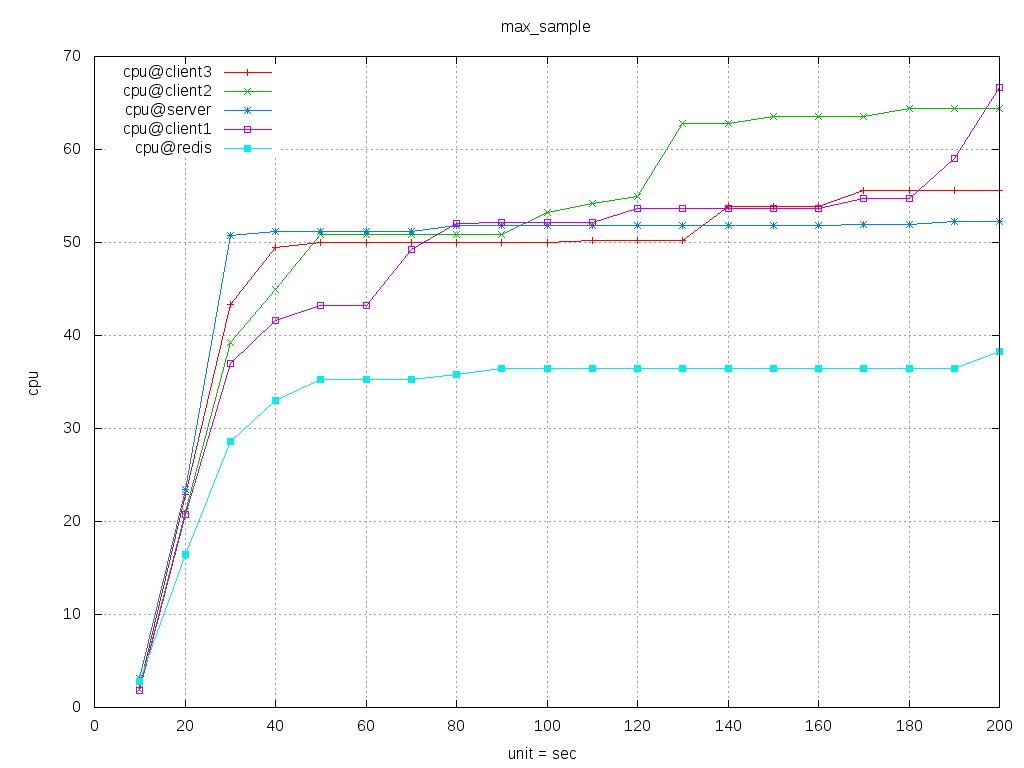 max_sample
70
60
50
40
30
20
10
0
cpu
cpu@client3
cpu@client2
cpu@server
cpu@client1
cpu@redis
0 20 40 60 80 100 120 140 160 180 200
unit = sec